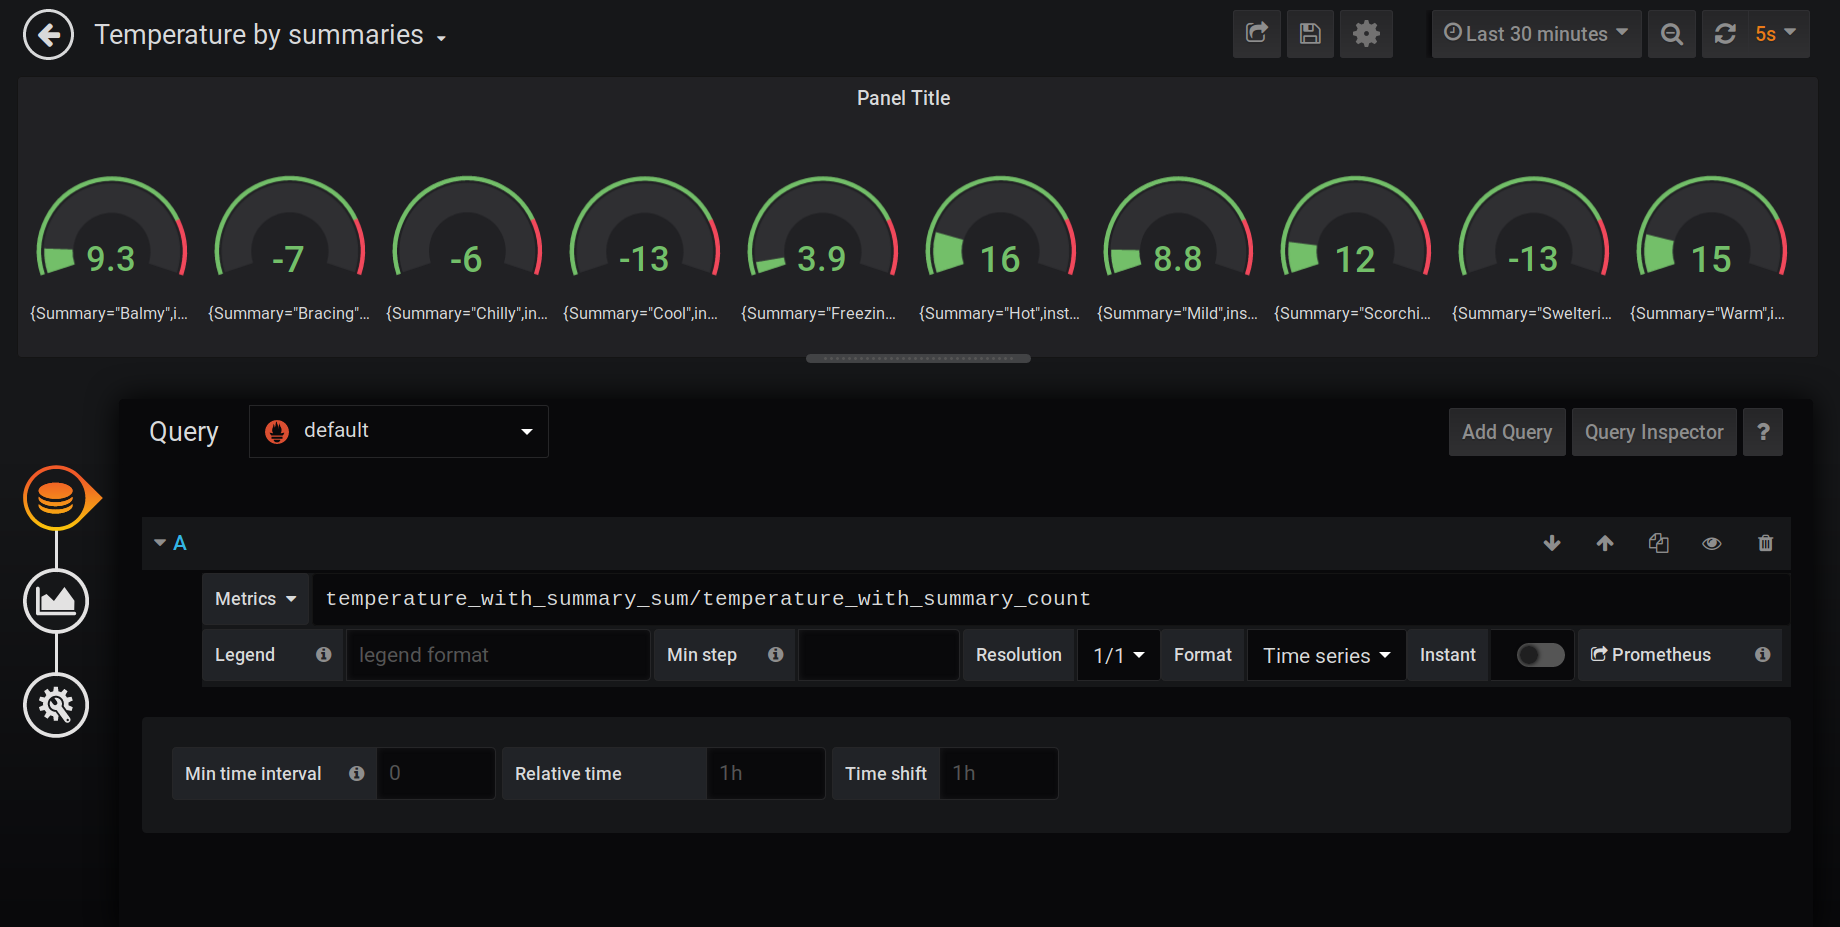 Temperature by summaries
Last 30 minutes
5s
Panel Title
9.3
-7
-6
-13
3.9
16
8.8
12
-13
15
{Summary="Balmy",i...
{Summary="Bracing"...
{Summary="Chilly",in...
{Summary="Cool",in...
{Summary="Freezin...
{Summary="Hot",inst...
{Summary="Mild",ins...
{Summary="Scorchi...
{Summary="Swelteri...
{Summary="Warm",i...
Query
default
Add Query
Query Inspector
?
A
Metrics
temperature_with_summary_sum/temperature_with_summary_count
Legend
legend format
Min step
Resolution
1/1
Format
Time series
Instant
Prometheus
Min time interval
0
Relative time
1h
Time shift
1h